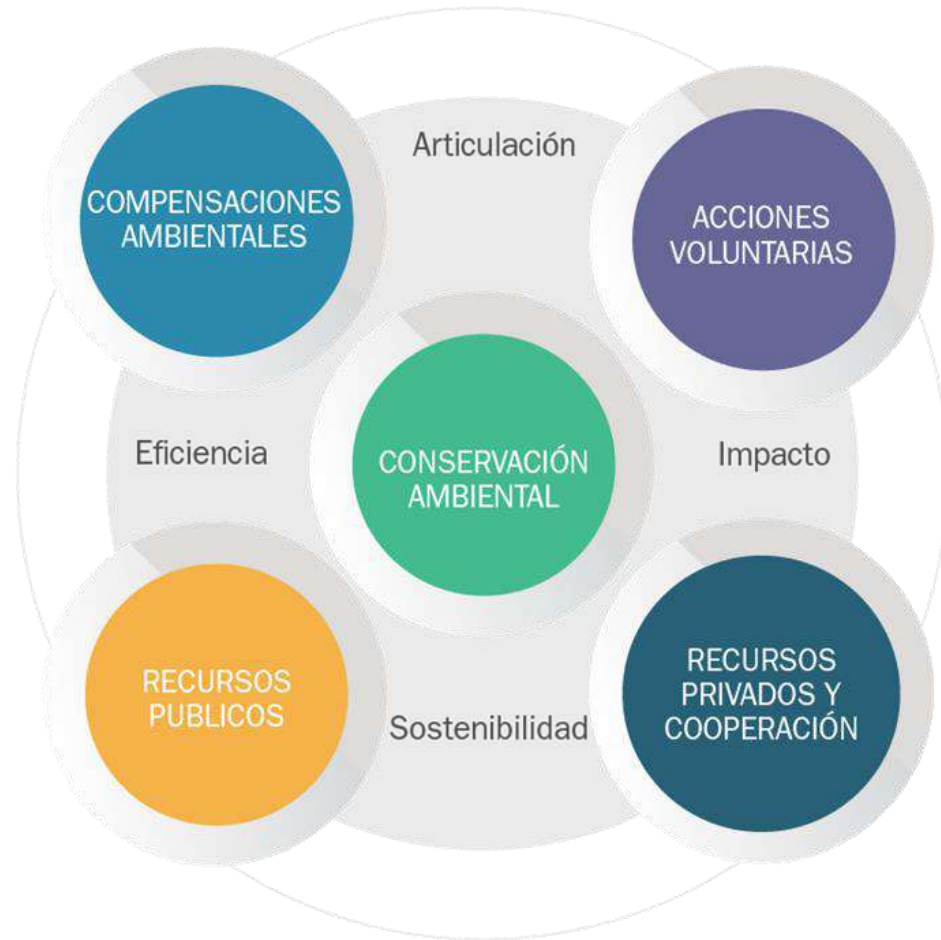 Articulación
COMPENSACIONES
AMBIENTALES
ACCIONES
VOLUNTARIAS
Eficiencia
CONSERVACIÓN
AMBIENTAL
Impacto
RECURSOS
PUBLICOS
Sostenibilidad
RECURSOS
PRIVADOS Y
COOPERACIÓN